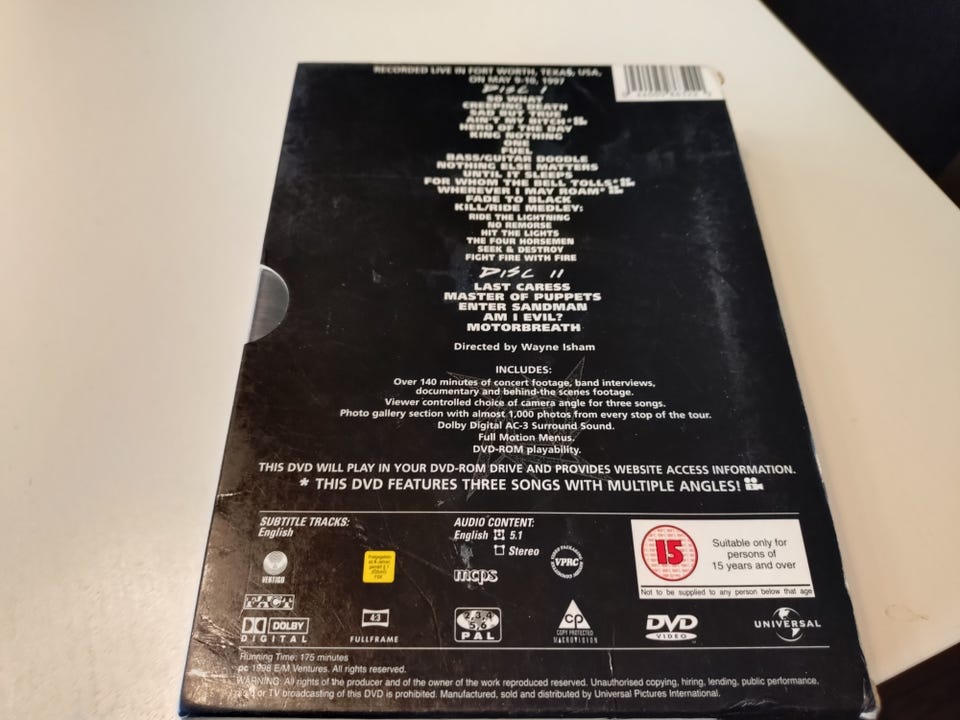 RECORDED LIVE IN FORT WORTH, TEXAS, USA,
ON MAY 9-10, 1997
DISC I
SO WHAT
CREEPING DEATH
SAD BUT TRUE
AIN'T MY BITCH*
HERO OF THE DAY
KING NOTHING
ONE
FUEL
BASS/GUITAR DOODLE
NOTHING ELSE MATTERS
UNTIL IT SLEEPS
FOR WHOM THE BELL TOLLS*
WHEREVER I MAY ROAM*
FADE TO BLACK
KILL/RIDE MEDLEY:
RIDE THE LIGHTNING
NO REMORSE
HIT THE LIGHTS
THE FOUR HORSEMEN
SEEK & DESTROY
FIGHT FIRE WITH FIRE
DISC II
LAST CARESS
MASTER OF PUPPETS
ENTER SANDMAN
AM I EVIL?
MOTORBREATH
Directed by Wayne Isham
INCLUDES:
Over 140 minutes of concert footage, band interviews,
documentary and behind-the scenes footage.
Viewer controlled choice of camera angle for three songs.
Photo gallery section with almost 1,000 photos from every stop of the tour.
Dolby Digital AC-3 Surround Sound.
Full Motion Menus.
DVD-ROM playability.
THIS DVD WILL PLAY IN YOUR DVD-ROM DRIVE AND PROVIDES WEBSITE ACCESS INFORMATION.
* THIS DVD FEATURES THREE SONGS WITH MULTIPLE ANGLES!
SUBTITLE TRACKS:
English
AUDIO CONTENT:
English 5.1
Stereo
15
Suitable only for
persons of
15 years and over
Not to be supplied to any person below that age
VERTIGO
mcps
VPRC
FACT
DOLBY
DIGITAL
4:3
FULLFRAME
2,3,4
5,6
PAL
CP
COPY PROTECTED
MACROVISION
DVD
VIDEO
UNIVERSAL
Running Time: 175 minutes
pc 1998 E/M Ventures. All rights reserved.
WARNING: All rights of the producer and of the owner of the work reproduced reserved. Unauthorised copying, hiring, lending, public performance,
or TV broadcasting of this DVD is prohibited. Manufactured, sold and distributed by Universal Pictures International.